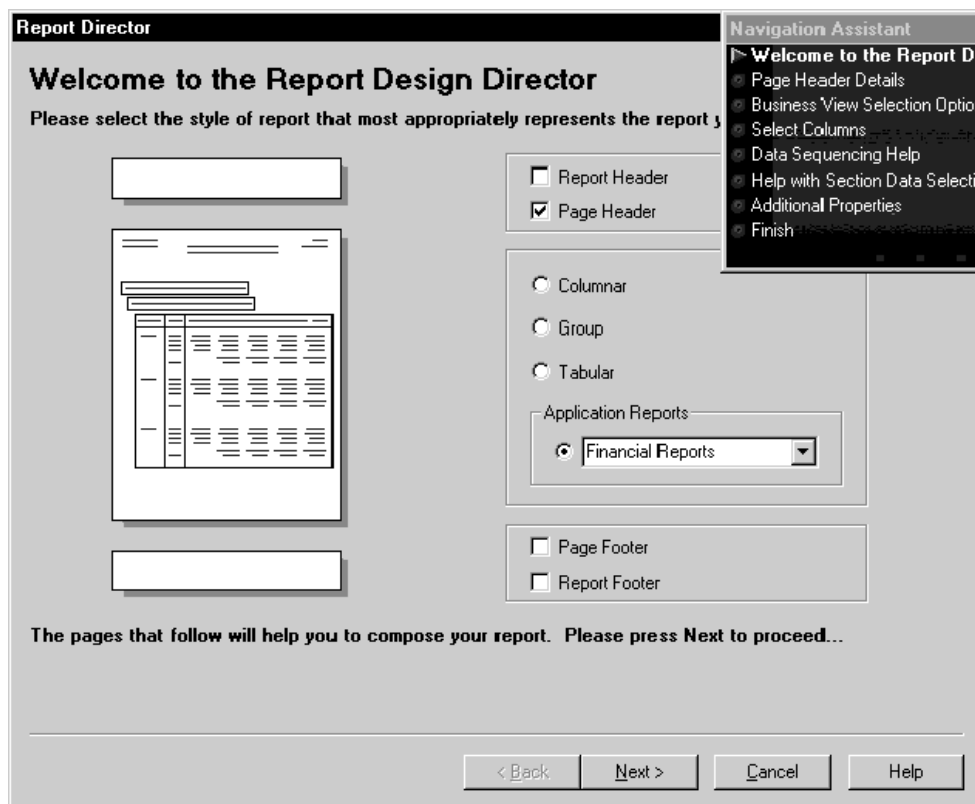 Report Director
Welcome to the Report Design Director
Please select the style of report that most appropriately represents the report
Navigation Assistant
Welcome to the Report D
Page Header Details
Business View Selection Optio
Select Columns
Data Sequencing Help
Help with Section Data Selecti
Additional Properties
Finish
Report Header
Page Header
Columnar
Group
Tabular
Application Reports
Financial Reports
Page Footer
Report Footer
The pages that follow will help you to compose your report. Please press Next to proceed...
< Back
Next >
Cancel
Help